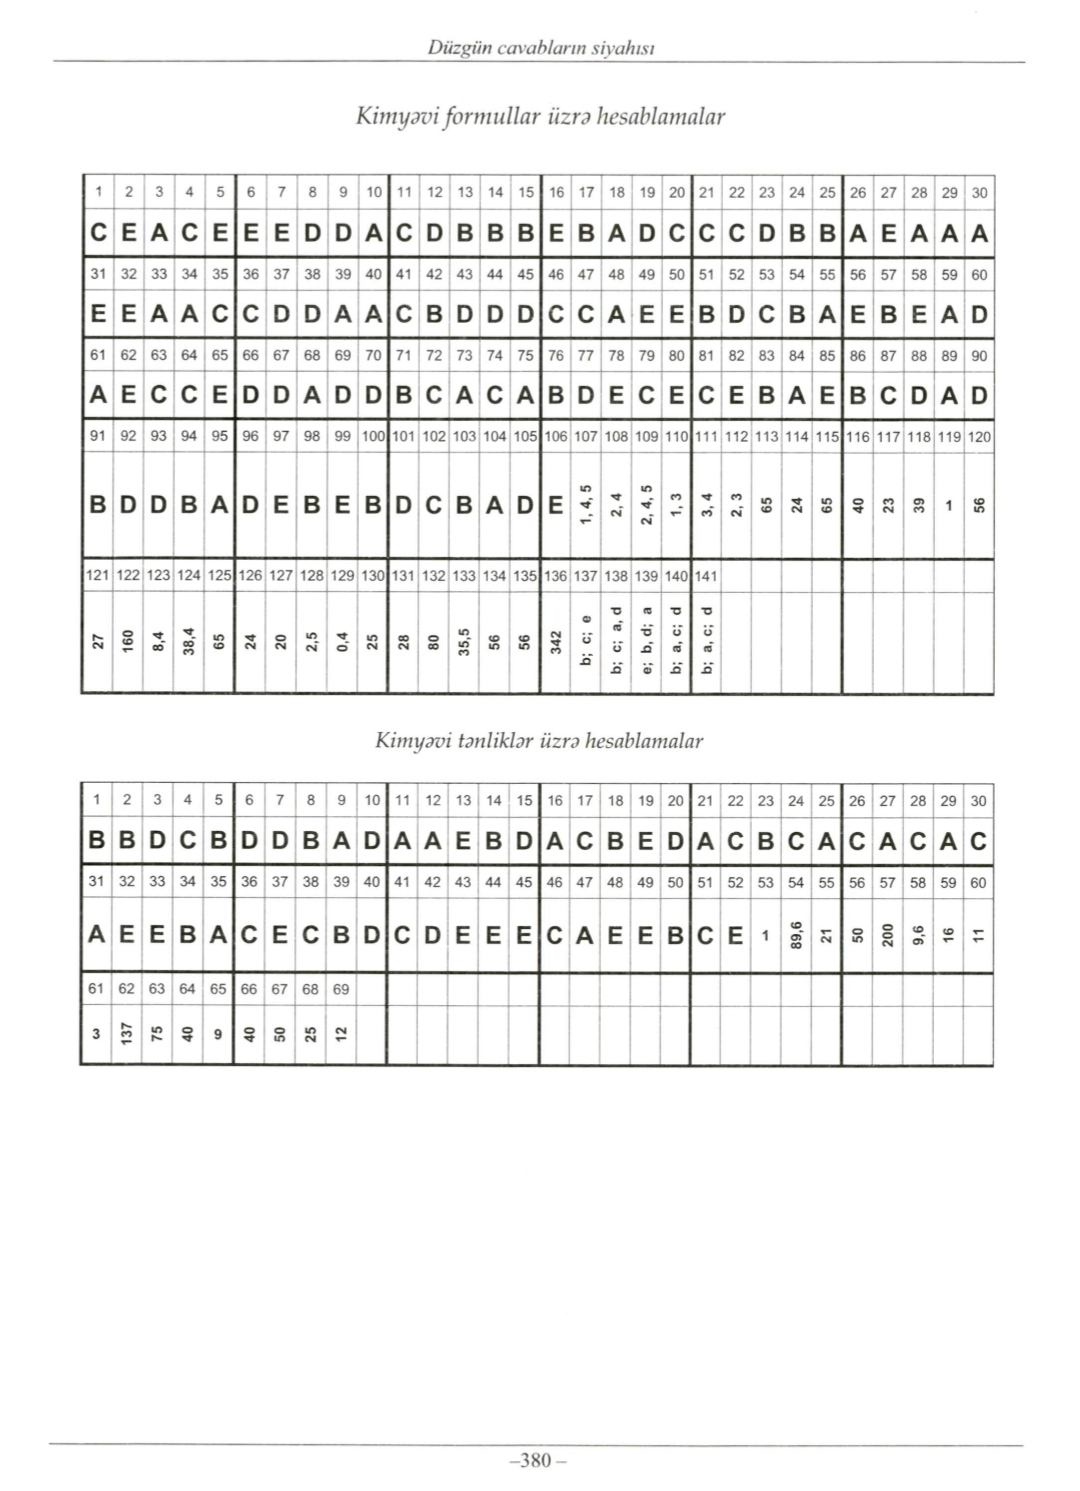 Düzgün cavabların siyahısı
Kimyəvi formullar üzrə hesablamalar
1 2 3 4 5 6 7 8 9 10 11 12 13 14 15 16 17 18 19 20 21 22 23 24 25 26 27 28 29 30
C E A C E E E D D A C D B B B E B A D C C C D B B A E A A A
31 32 33 34 35 36 37 38 39 40 41 42 43 44 45 46 47 48 49 50 51 52 53 54 55 56 57 58 59 60
E E A A C C D D A A C B D D D C C A E E B D C B A E B E A D
61 62 63 64 65 66 67 68 69 70 71 72 73 74 75 76 77 78 79 80 81 82 83 84 85 86 87 88 89 90
A E C C E D D A D D B C A C A B D E C E C E B A E B C D A D
91 92 93 94 95 96 97 98 99 100 101 102 103 104 105 106 107 108 109 110 111 112 113 114 115 116 117 118 119 120
B D D B A D E B E B D C B A D E 1, 4, 5 2, 4 2, 4, 5 1, 3 3, 4 2, 3 65 24 65 40 23 39 1 56
121 122 123 124 125 126 127 128 129 130 131 132 133 134 135 136 137 138 139 140 141
27 160 8,4 38,4 65 24 20 2,5 0,4 25 28 80 35,5 56 56 342 b; c; e b; c; a, d e; b, d; a b; a, c; d b; a, c; d
Kimyəvi tənliklər üzrə hesablamalar
1 2 3 4 5 6 7 8 9 10 11 12 13 14 15 16 17 18 19 20 21 22 23 24 25 26 27 28 29 30
B B D C B D D B A D A A E B D A C B E D A C B C A C A C A C
31 32 33 34 35 36 37 38 39 40 41 42 43 44 45 46 47 48 49 50 51 52 53 54 55 56 57 58 59 60
A E E B A C E C B D C D E E E C A E E B C E 1 89,6 21 50 200 9,6 16 11
61 62 63 64 65 66 67 68 69
3 137 75 40 9 40 50 25 12
–380 –